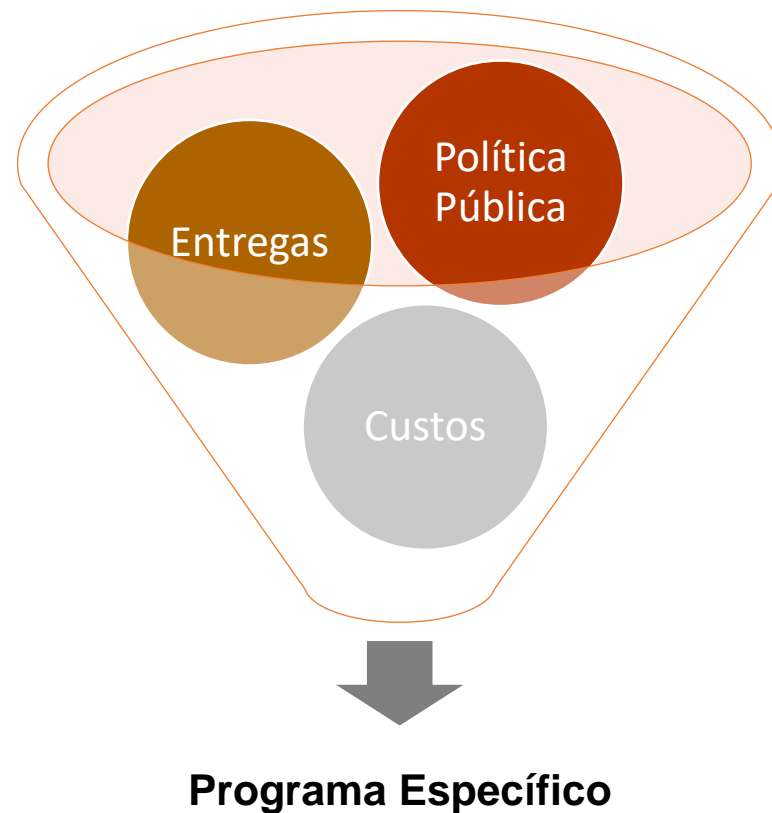 Política
Pública
Entregas
Custos
Programa Específico